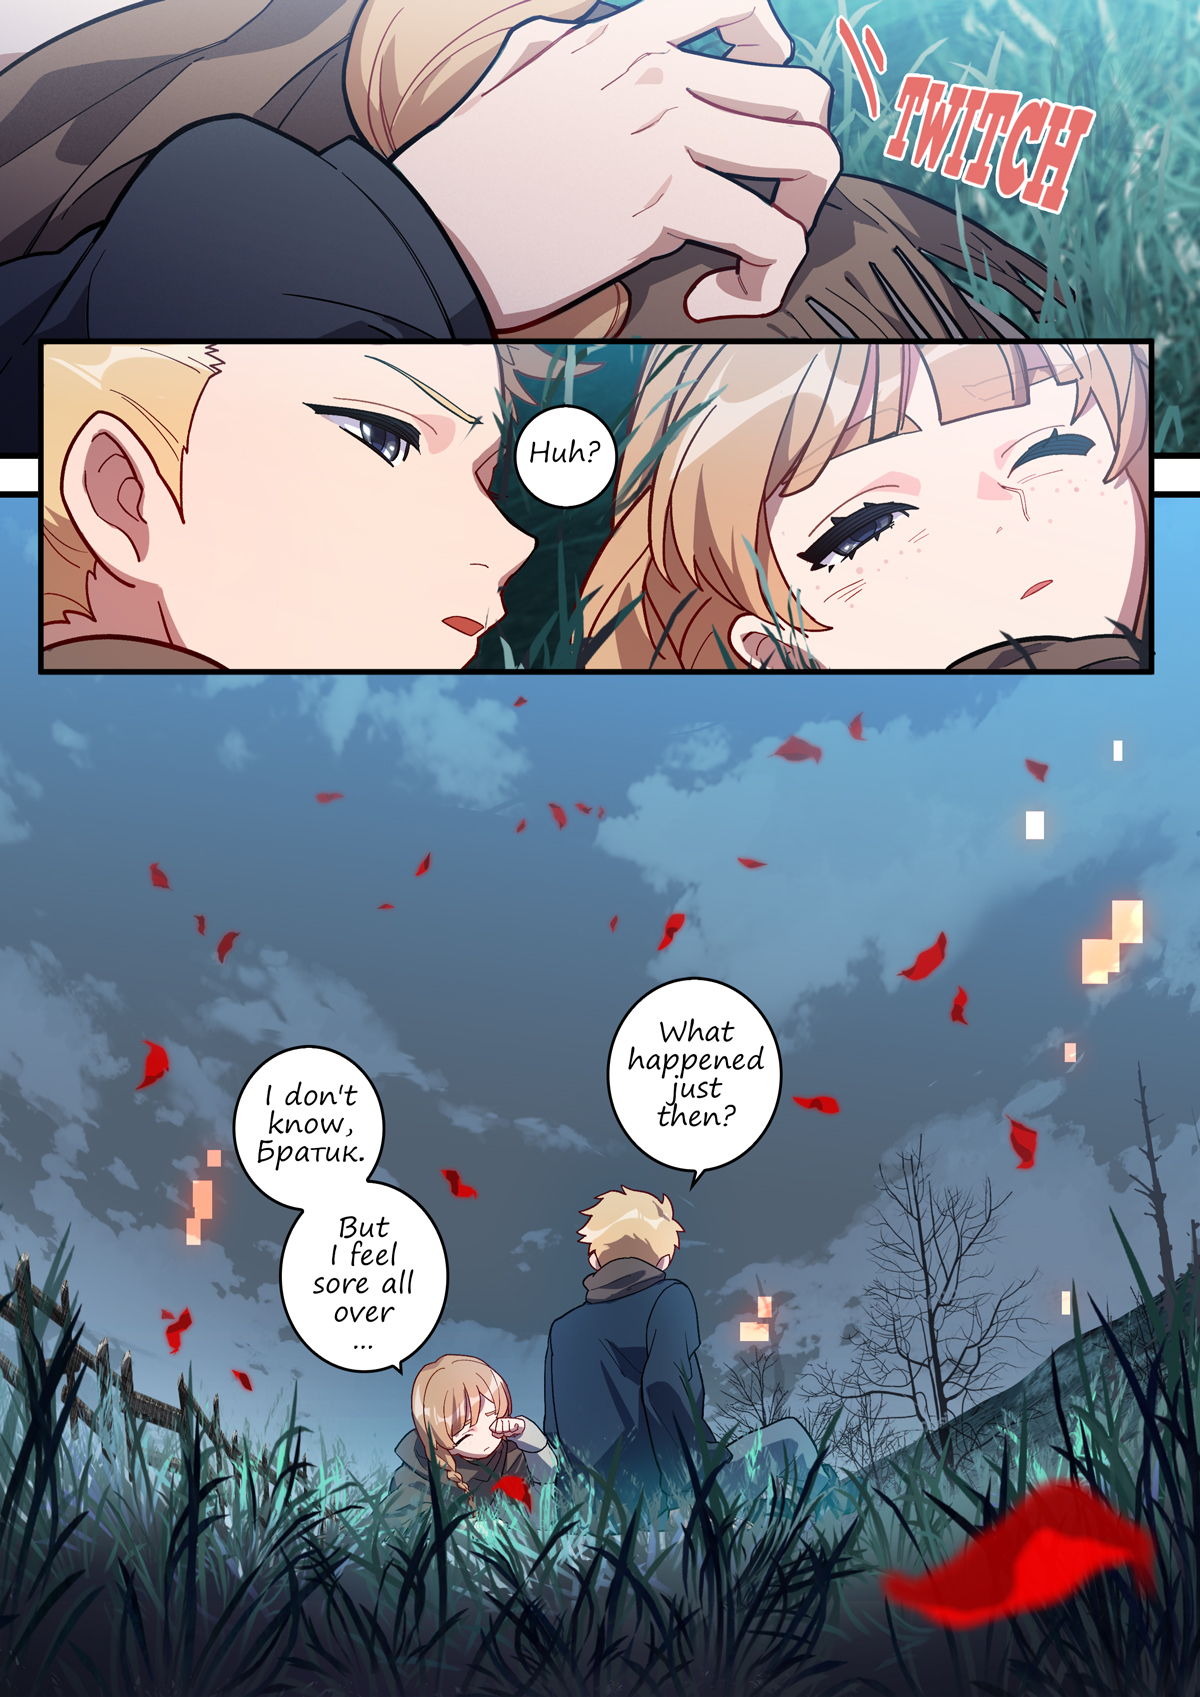 TWITCH
Huh?
What
happened
just
then?
I don't
know,
Братик.
But
I feel
sore all
over
...